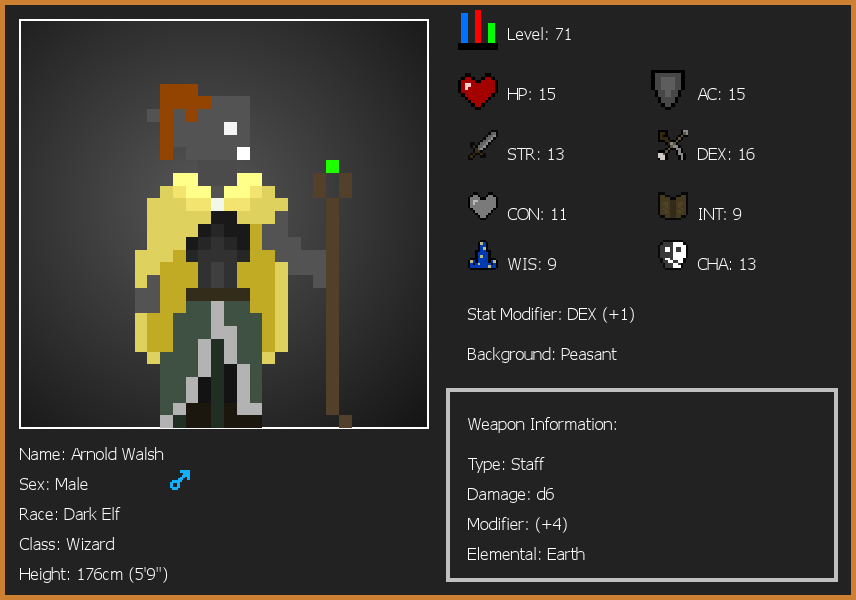 Level: 71
HP: 15
AC: 15
STR: 13
DEX: 16
CON: 11
INT: 9
WIS: 9
CHA: 13
Stat Modifier: DEX (+1)
Background: Peasant
Weapon Information:
Type: Staff
Damage: d6
Modifier: (+4)
Elemental: Earth
Name: Arnold Walsh
Sex: Male
Race: Dark Elf
Class: Wizard
Height: 176cm (5'9")